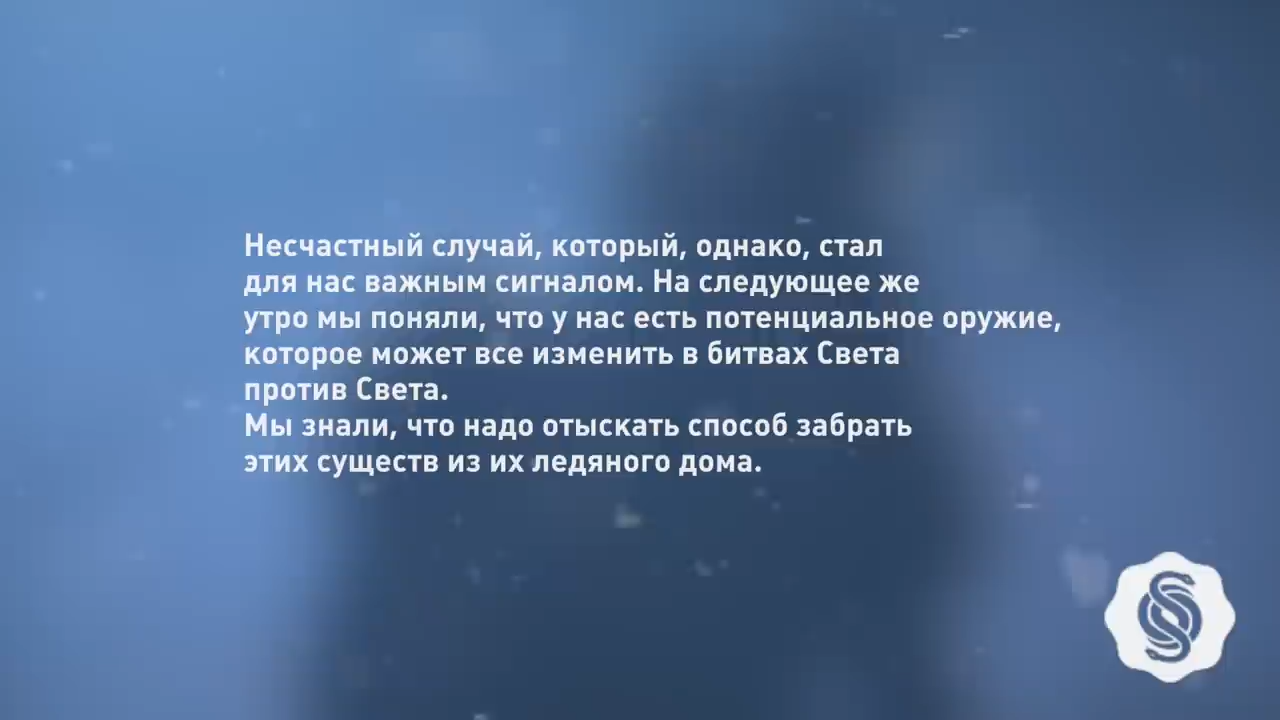 Несчастный случай, который, однако, стал
для нас важным сигналом. На следующее же
утро мы поняли, что у нас есть потенциальное оружие,
которое может все изменить в битвах Света
против Света.
Мы знали, что надо отыскать способ забрать
этих существ из их ледяного дома.